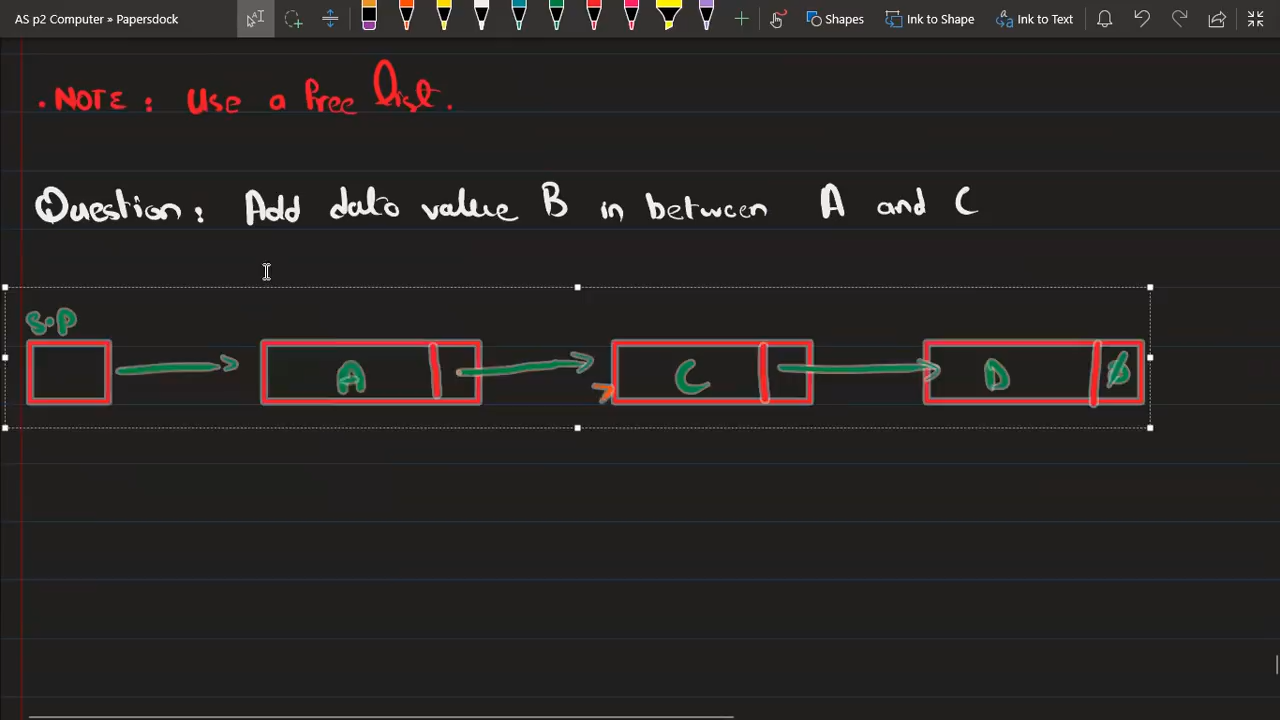 AS p2 Computer » Papersdock
Shapes
Ink to Shape
Ink to Text
. NOTE : Use a free list.
Question : Add data value B in between A and C
S.P
A C D Ø